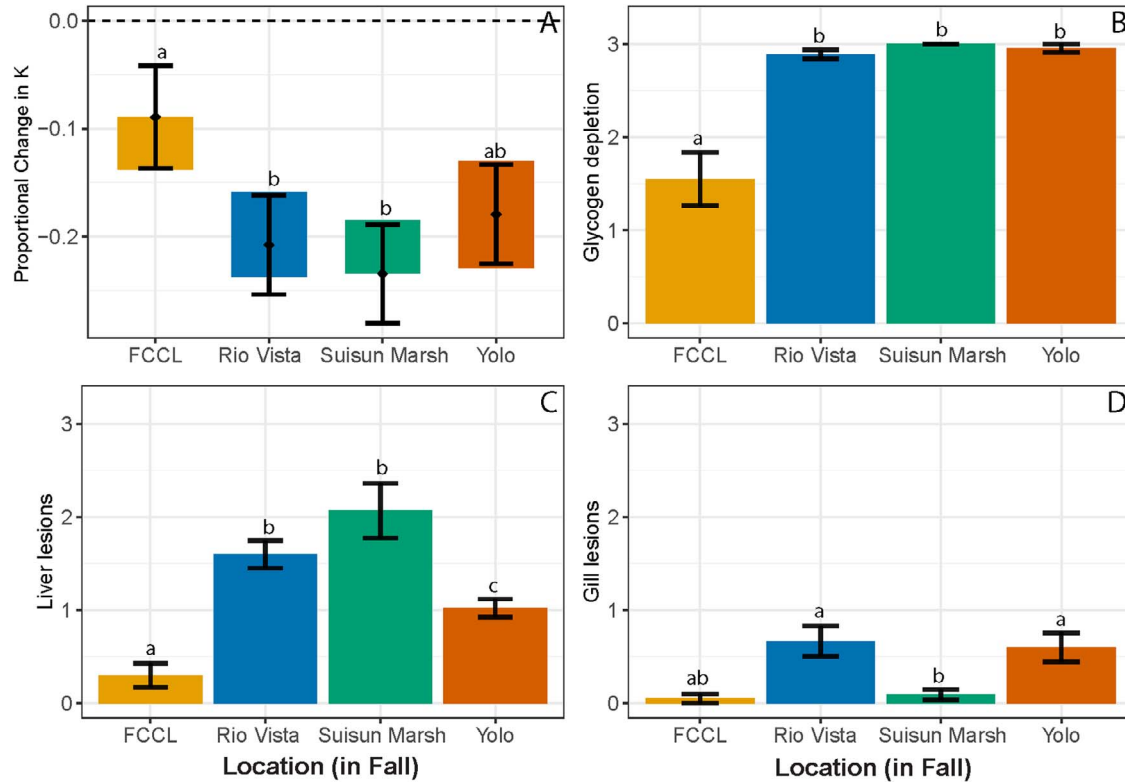 A
Proportional Change in K
0.0
−0.1
−0.2
a
b
b
ab
FCCL Rio Vista Suisun Marsh Yolo
B
Glycogen depletion
3
2
1
0
a
b
b
b
FCCL Rio Vista Suisun Marsh Yolo
C
Liver lesions
3
2
1
0
a
b
b
c
FCCL Rio Vista Suisun Marsh Yolo
Location (in Fall)
D
Gill lesions
3
2
1
0
ab
a
b
a
FCCL Rio Vista Suisun Marsh Yolo
Location (in Fall)